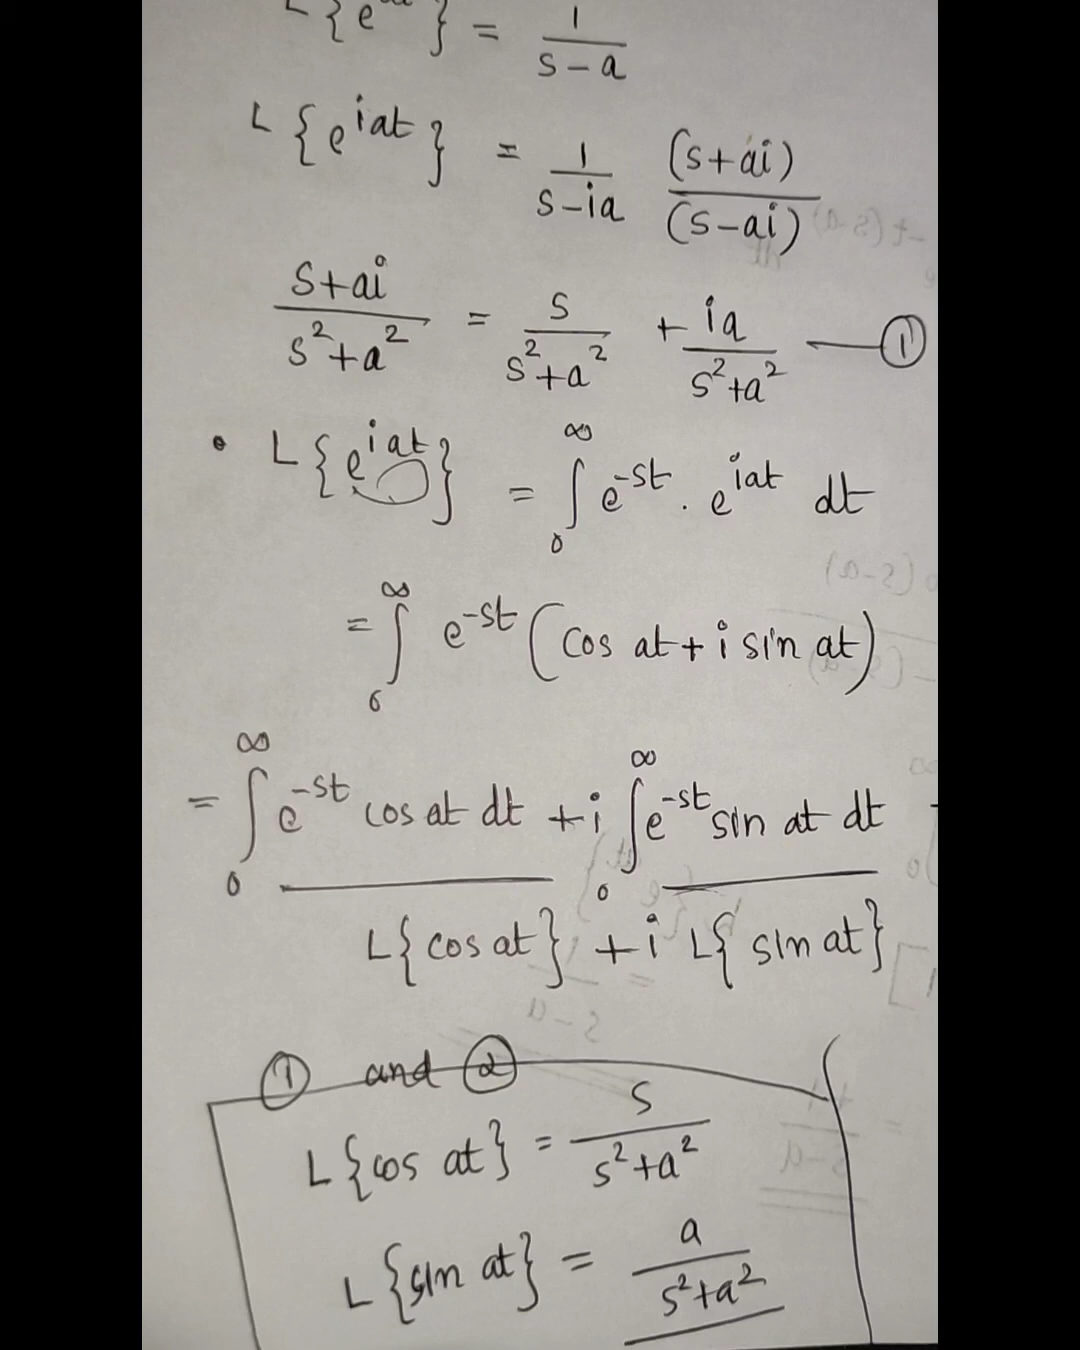 L{e^at} = 1/(s-a)
L{e^iat} = 1/(s-ia) (s+ai)/(s-ai)
(s+ai)/(s²+a²) = s/(s²+a²) + ia/(s²+a²) — ①
• L{e^iat} = ∫₀^∞ e^-st . e^iat dt
= ∫₀^∞ e^-st (cos at + i sin at)
= ∫₀^∞ e^-st cos at dt + i ∫₀^∞ e^-st sin at dt
L{cos at} + i L{sin at}
① and ②
L{cos at} = s/(s²+a²)
L{sin at} = a/(s²+a²)